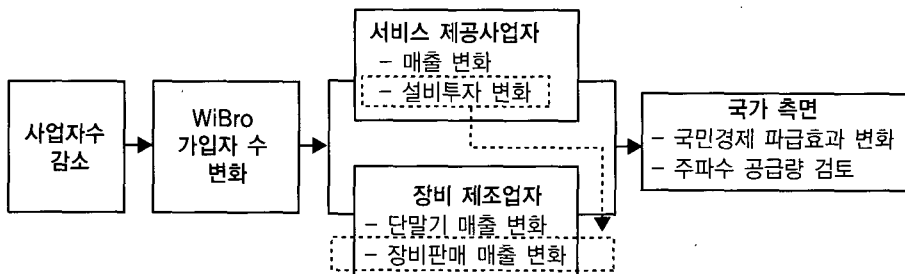 사업자수
감소
WiBro
가입자 수
변화
서비스 제공사업자
– 매출 변화
– 설비투자 변화
장비 제조업자
– 단말기 매출 변화
– 장비판매 매출 변화
국가 측면
– 국민경제 파급효과 변화
– 주파수 공급량 검토